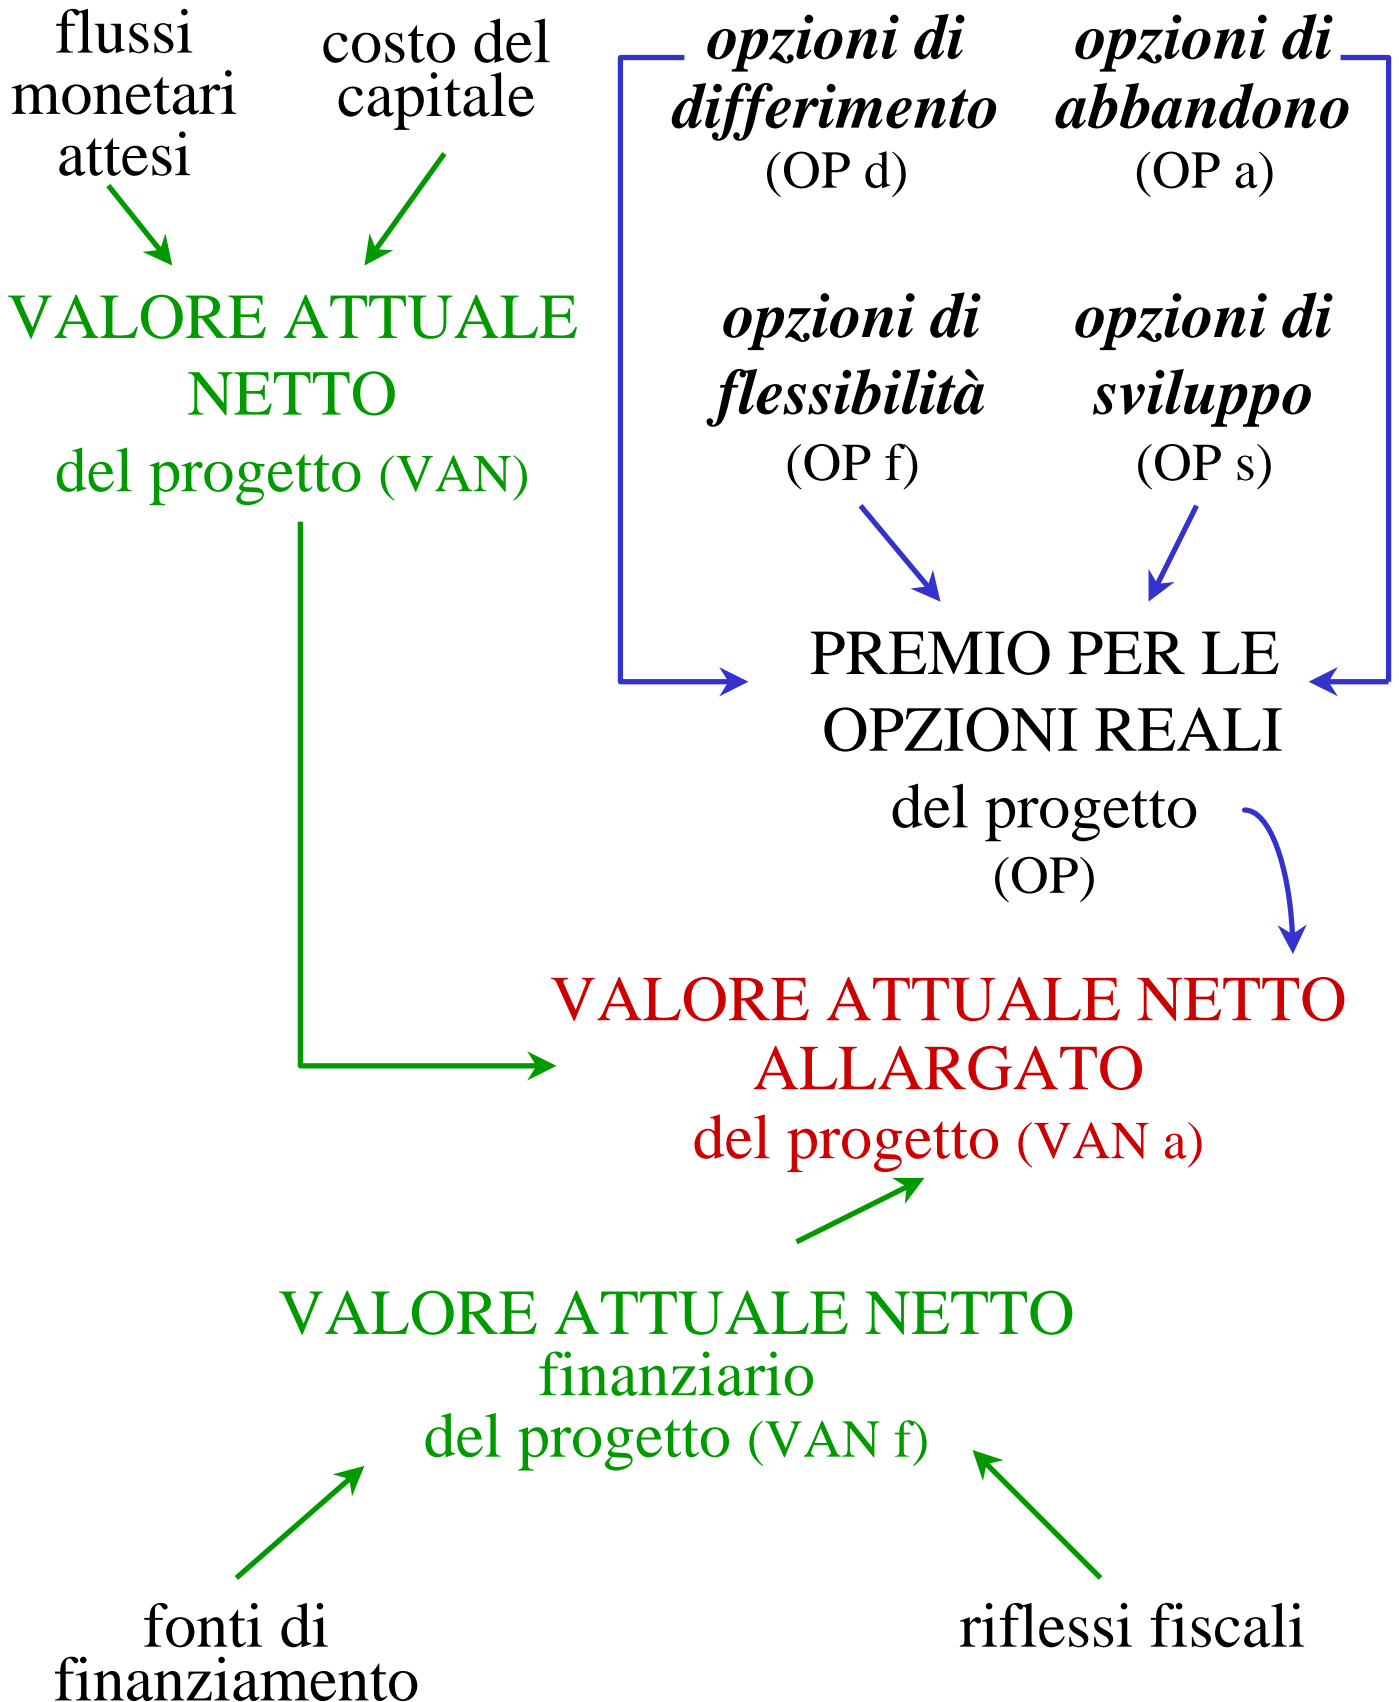 flussi
monetari
attesi
costo del
capitale
opzioni di
differimento
(OP d)
opzioni di
abbandono
(OP a)
VALORE ATTUALE
NETTO
del progetto (VAN)
opzioni di
flessibilità
(OP f)
opzioni di
sviluppo
(OP s)
PREMIO PER LE
OPZIONI REALI
del progetto
(OP)
VALORE ATTUALE NETTO
ALLARGATO
del progetto (VAN a)
VALORE ATTUALE NETTO
finanziario
del progetto (VAN f)
fonti di
finanziamento
riflessi fiscali